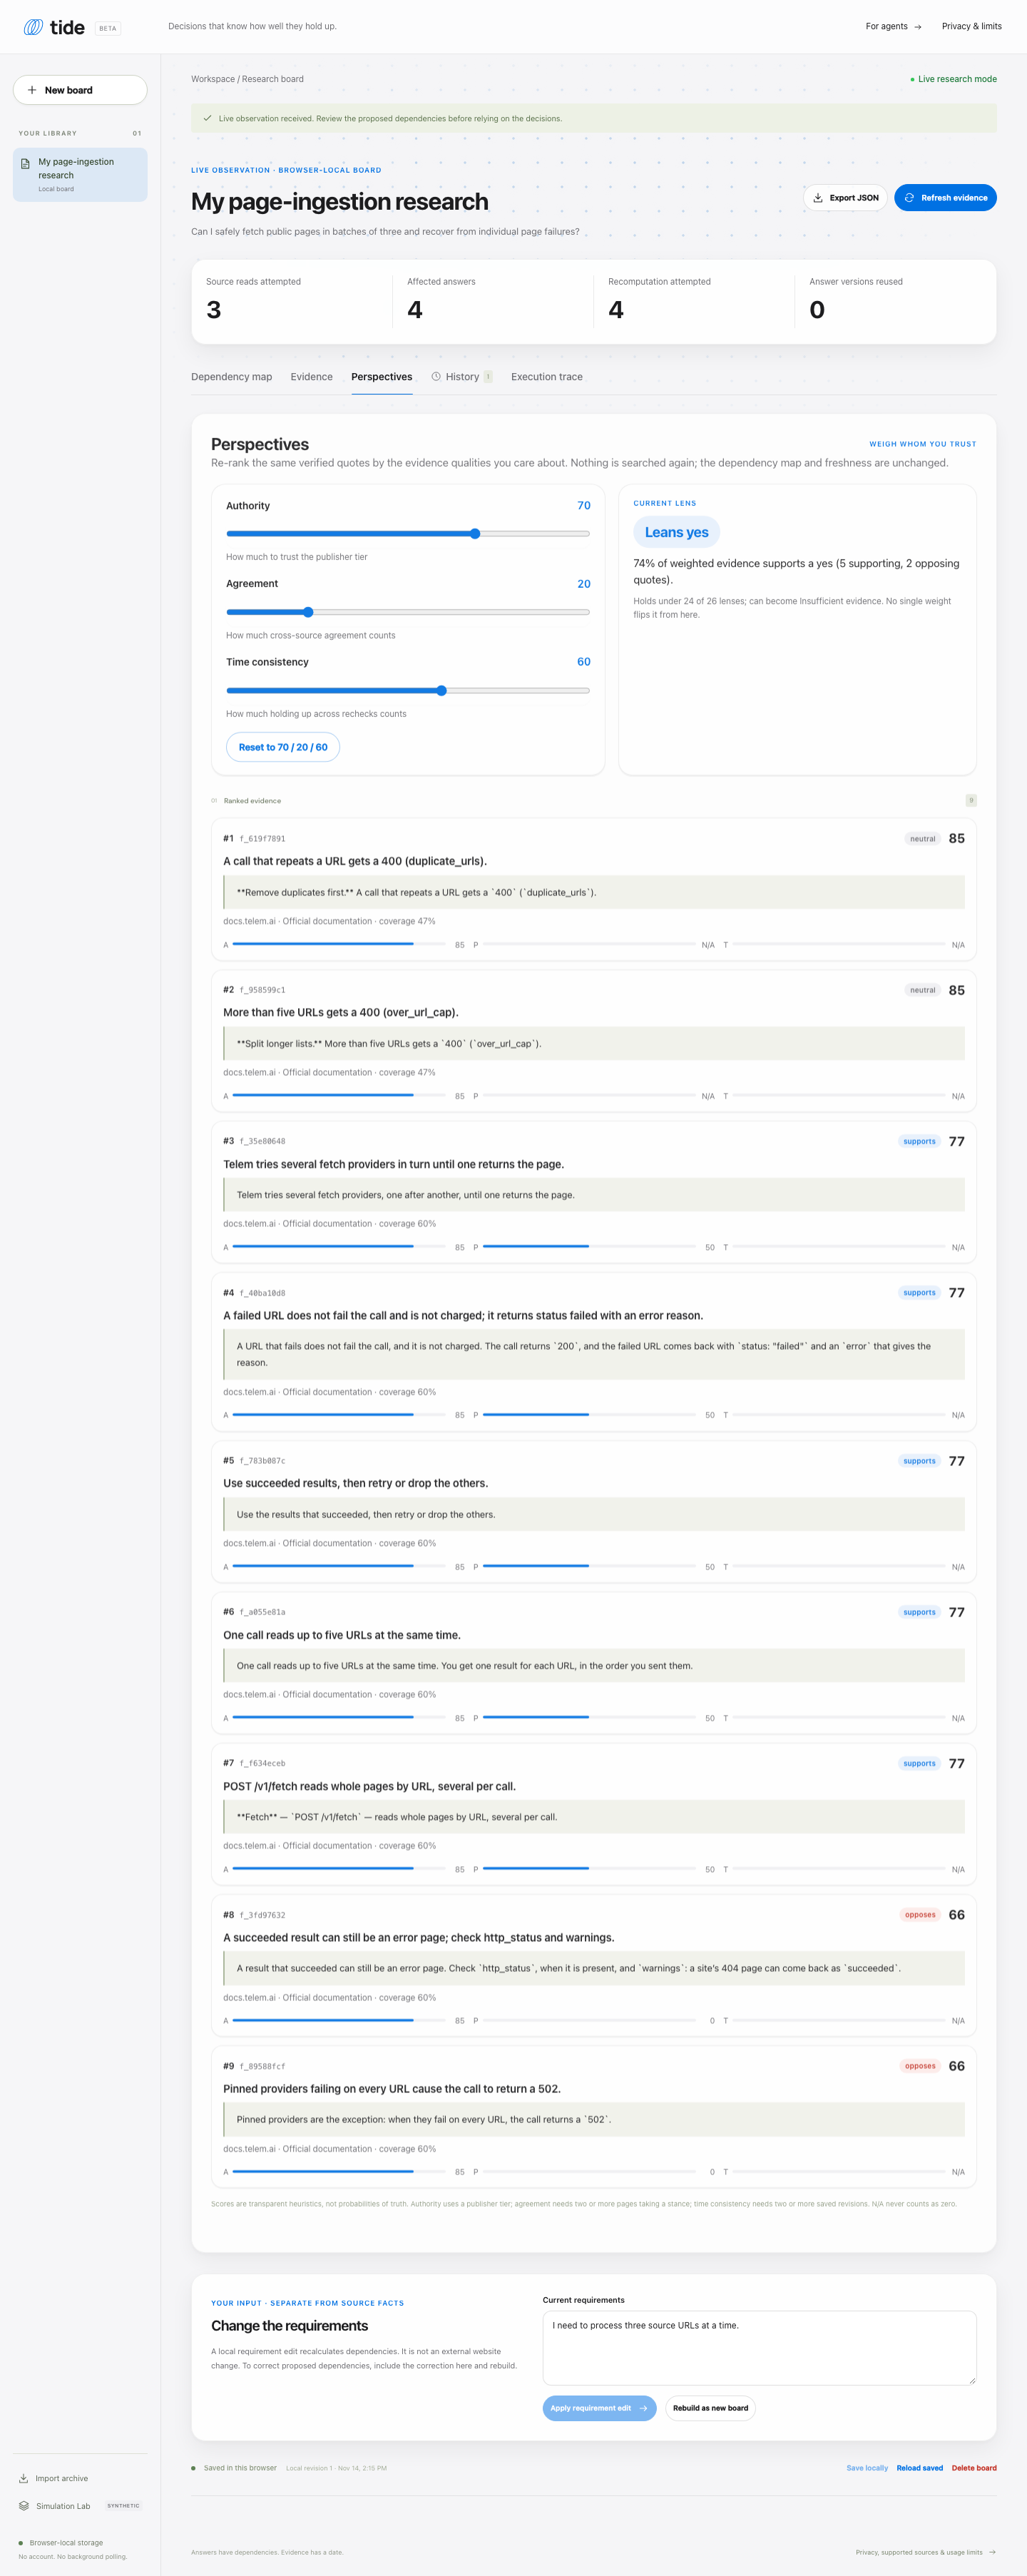 tide BETA
Decisions that know how well they hold up.
For agents →
Privacy & limits
New board
YOUR LIBRARY 01
My page-ingestion
research
Local board
Workspace / Research board
Live research mode
Live observation received. Review the proposed dependencies before relying on the decisions.
LIVE OBSERVATION · BROWSER-LOCAL BOARD
My page-ingestion research
Can I safely fetch public pages in batches of three and recover from individual page failures?
Export JSON
Refresh evidence
Source reads attempted
3
Affected answers
4
Recomputation attempted
4
Answer versions reused
0
Dependency map
Evidence
Perspectives
History 1
Execution trace
Perspectives
WEIGH WHOM YOU TRUST
Re-rank the same verified quotes by the evidence qualities you care about. Nothing is searched again; the dependency map and freshness are unchanged.
Authority 70
How much to trust the publisher tier
Agreement 20
How much cross-source agreement counts
Time consistency 60
How much holding up across rechecks counts
Reset to 70 / 20 / 60
CURRENT LENS
Leans yes
74% of weighted evidence supports a yes (5 supporting, 2 opposing
quotes).
Holds under 24 of 26 lenses; can become Insufficient evidence. No single weight
flips it from here.
01 Ranked evidence 9
#1 f_619f7891 neutral 85
A call that repeats a URL gets a 400 (duplicate_urls).
**Remove duplicates first.** A call that repeats a URL gets a `400` (`duplicate_urls`).
docs.telem.ai · Official documentation · coverage 47%
A 85 P N/A T N/A
#2 f_958599c1 neutral 85
More than five URLs gets a 400 (over_url_cap).
**Split longer lists.** More than five URLs gets a `400` (`over_url_cap`).
docs.telem.ai · Official documentation · coverage 47%
A 85 P N/A T N/A
#3 f_35e80648 supports 77
Telem tries several fetch providers in turn until one returns the page.
Telem tries several fetch providers, one after another, until one returns the page.
docs.telem.ai · Official documentation · coverage 60%
A 85 P 50 T N/A
#4 f_40ba10d8 supports 77
A failed URL does not fail the call and is not charged; it returns status failed with an error reason.
A URL that fails does not fail the call, and it is not charged. The call returns `200`, and the failed URL comes back with `status: "failed"` and an `error` that gives the
reason.
docs.telem.ai · Official documentation · coverage 60%
A 85 P 50 T N/A
#5 f_783b087c supports 77
Use succeeded results, then retry or drop the others.
Use the results that succeeded, then retry or drop the others.
docs.telem.ai · Official documentation · coverage 60%
A 85 P 50 T N/A
#6 f_a055e81a supports 77
One call reads up to five URLs at the same time.
One call reads up to five URLs at the same time. You get one result for each URL, in the order you sent them.
docs.telem.ai · Official documentation · coverage 60%
A 85 P 50 T N/A
#7 f_f634eceb supports 77
POST /v1/fetch reads whole pages by URL, several per call.
**Fetch** — `POST /v1/fetch` — reads whole pages by URL, several per call.
docs.telem.ai · Official documentation · coverage 60%
A 85 P 50 T N/A
#8 f_3fd97632 opposes 66
A succeeded result can still be an error page; check http_status and warnings.
A result that succeeded can still be an error page. Check `http_status`, when it is present, and `warnings`: a site's 404 page can come back as `succeeded`.
docs.telem.ai · Official documentation · coverage 60%
A 85 P 0 T N/A
#9 f_89588fcf opposes 66
Pinned providers failing on every URL cause the call to return a 502.
Pinned providers are the exception: when they fail on every URL, the call returns a `502`.
docs.telem.ai · Official documentation · coverage 60%
A 85 P 0 T N/A
Scores are transparent heuristics, not probabilities of truth. Authority uses a publisher tier; agreement needs two or more pages taking a stance; time consistency needs two or more saved revisions. N/A never counts as zero.
YOUR INPUT · SEPARATE FROM SOURCE FACTS
Change the requirements
A local requirement edit recalculates dependencies. It is not an external website
change. To correct proposed dependencies, include the correction here and rebuild.
Current requirements
I need to process three source URLs at a time.
Apply requirement edit →
Rebuild as new board
Saved in this browser
Local revision 1 · Nov 14, 2:15 PM
Save locally
Reload saved
Delete board
Import archive
Simulation Lab SYNTHETIC
Browser-local storage
No account. No background polling.
Answers have dependencies. Evidence has a date.
Privacy, supported sources & usage limits →